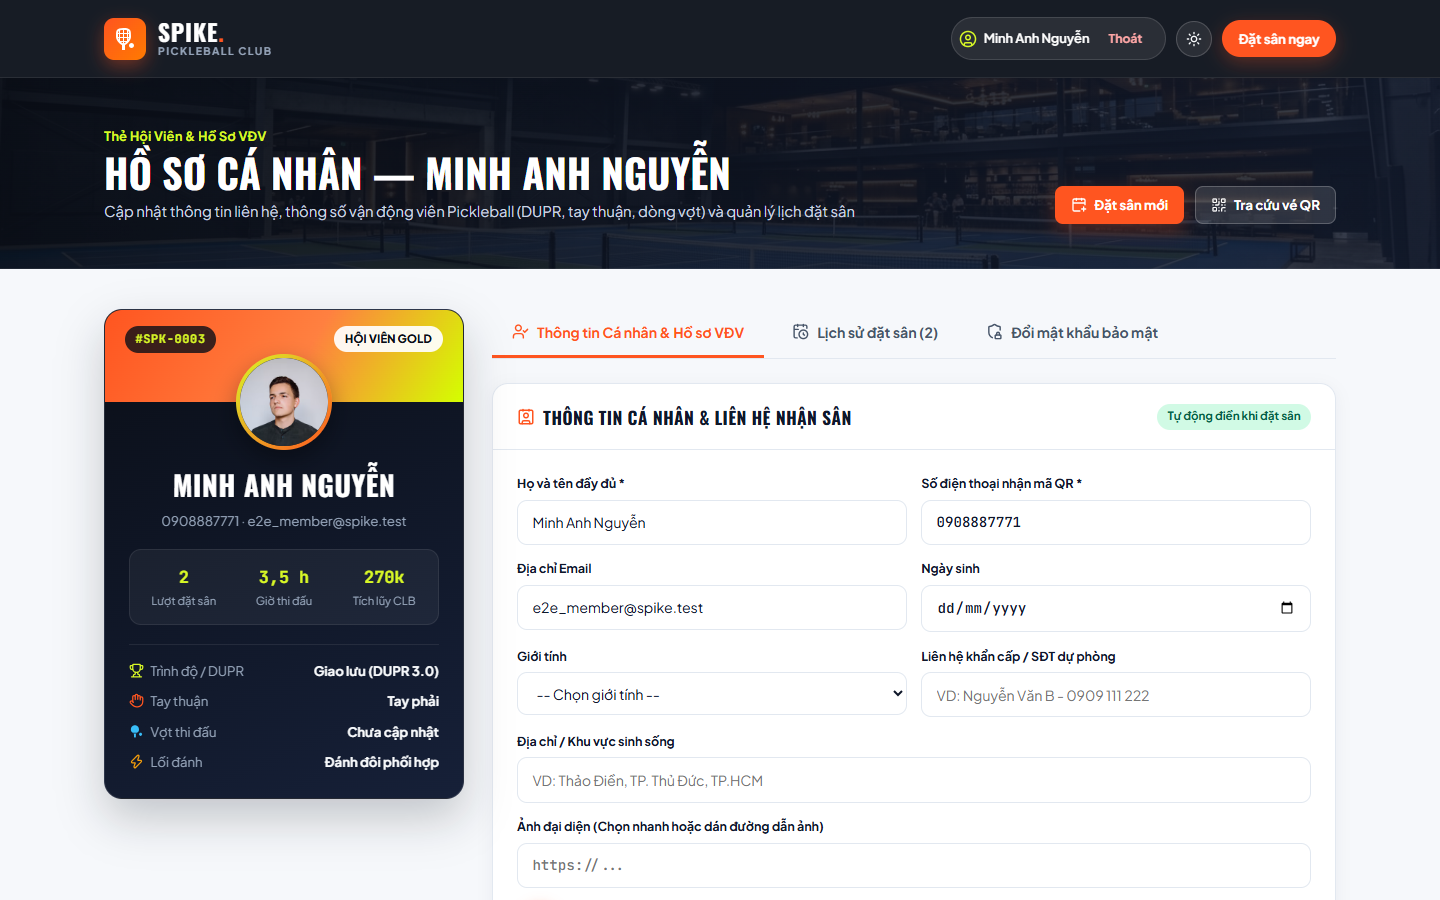 SPIKE.
PICKLEBALL CLUB
Minh Anh Nguyễn Thoát
Đặt sân ngay
Thẻ Hội Viên & Hồ Sơ VĐV
HỒ SƠ CÁ NHÂN — MINH ANH NGUYỄN
Cập nhật thông tin liên hệ, thông số vận động viên Pickleball (DUPR, tay thuận, dòng vợt) và quản lý lịch đặt sân
Đặt sân mới
Tra cứu vé QR
#SPK-0003
HỘI VIÊN GOLD
MINH ANH NGUYỄN
0908887771 · e2e_member@spike.test
2 3,5 h 270k
Lượt đặt sân Giờ thi đấu Tích lũy CLB
Trình độ / DUPR Giao lưu (DUPR 3.0)
Tay thuận Tay phải
Vợt thi đấu Chưa cập nhật
Lối đánh Đánh đôi phối hợp
Thông tin Cá nhân & Hồ sơ VĐV
Lịch sử đặt sân (2)
Đổi mật khẩu bảo mật
THÔNG TIN CÁ NHÂN & LIÊN HỆ NHẬN SÂN
Tự động điền khi đặt sân
Họ và tên đầy đủ *
Minh Anh Nguyễn
Số điện thoại nhận mã QR *
0908887771
Địa chỉ Email
e2e_member@spike.test
Ngày sinh
dd/mm/yyyy
Giới tính
-- Chọn giới tính --
Liên hệ khẩn cấp / SĐT dự phòng
VD: Nguyễn Văn B - 0909 111 222
Địa chỉ / Khu vực sinh sống
VD: Thảo Điền, TP. Thủ Đức, TP.HCM
Ảnh đại diện (Chọn nhanh hoặc dán đường dẫn ảnh)
https://...